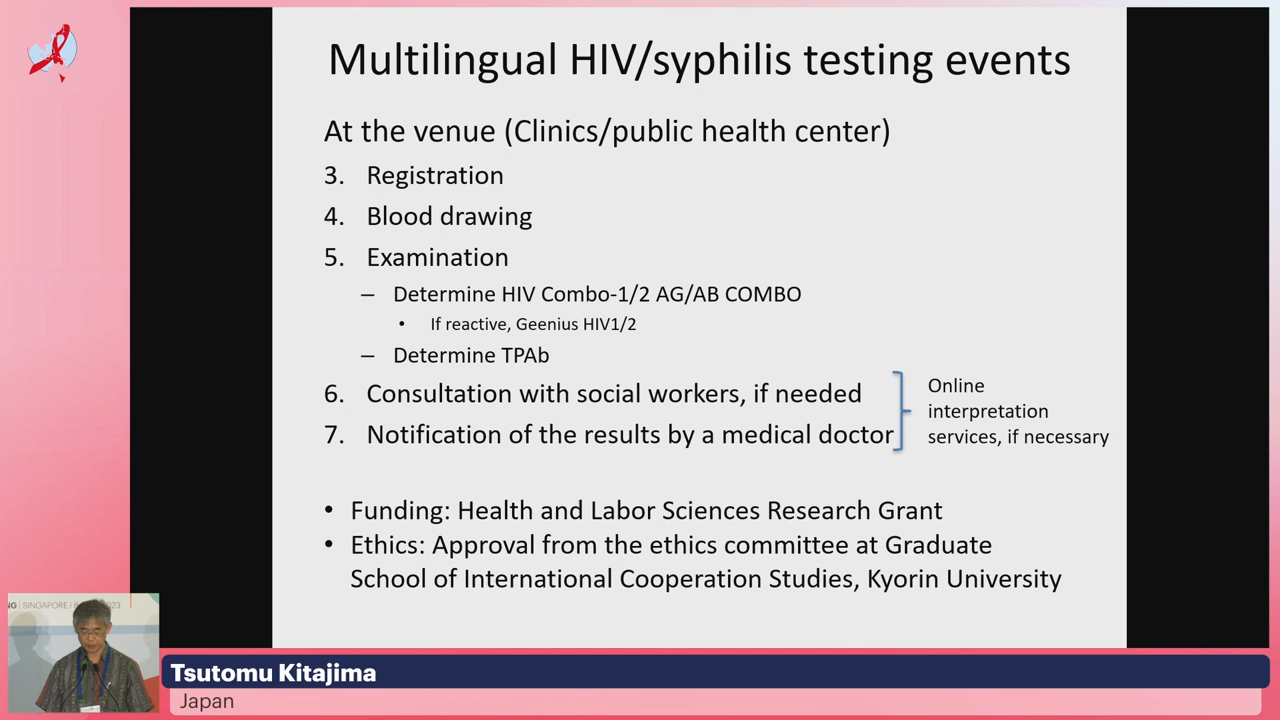 Multilingual HIV/syphilis testing events
At the venue (Clinics/public health center)
3. Registration
4. Blood drawing
5. Examination
– Determine HIV Combo-1/2 AG/AB COMBO
• If reactive, Geenius HIV1/2
– Determine TPAb
6. Consultation with social workers, if needed
7. Notification of the results by a medical doctor
Online
interpretation
services, if necessary
• Funding: Health and Labor Sciences Research Grant
• Ethics: Approval from the ethics committee at Graduate
School of International Cooperation Studies, Kyorin University
SINGAPORE
Tsutomu Kitajima
Japan